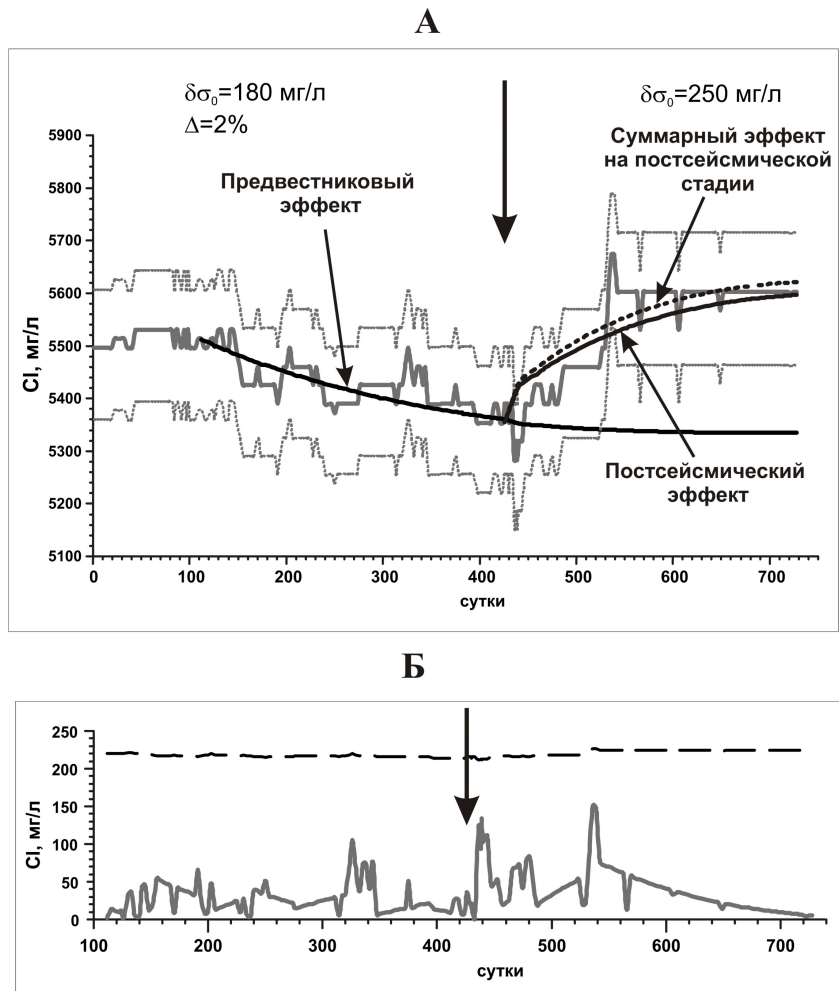 А
δσ₀=180 мг/л
Δ=2%
δσ₀=250 мг/л
Суммарный эффект
на постсейсмической
стадии
Предвестниковый
эффект
Постсейсмический
эффект
Cl, мг/л
5900
5800
5700
5600
5500
5400
5300
5200
5100
0 100 200 300 400 500 600 700
сутки
Б
Cl, мг/л
250
200
150
100
50
0
100 200 300 400 500 600 700
сутки